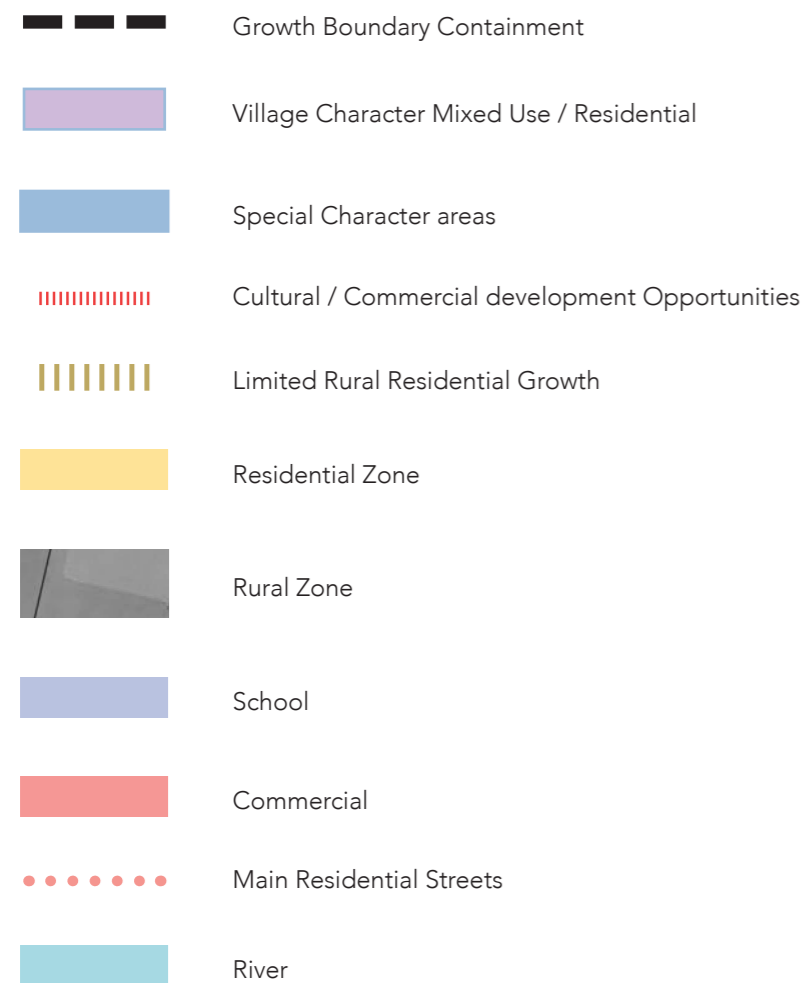 Growth Boundary Containment
Village Character Mixed Use / Residential
Special Character areas
Cultural / Commercial development Opportunities
Limited Rural Residential Growth
Residential Zone
Rural Zone
School
Commercial
Main Residential Streets
River